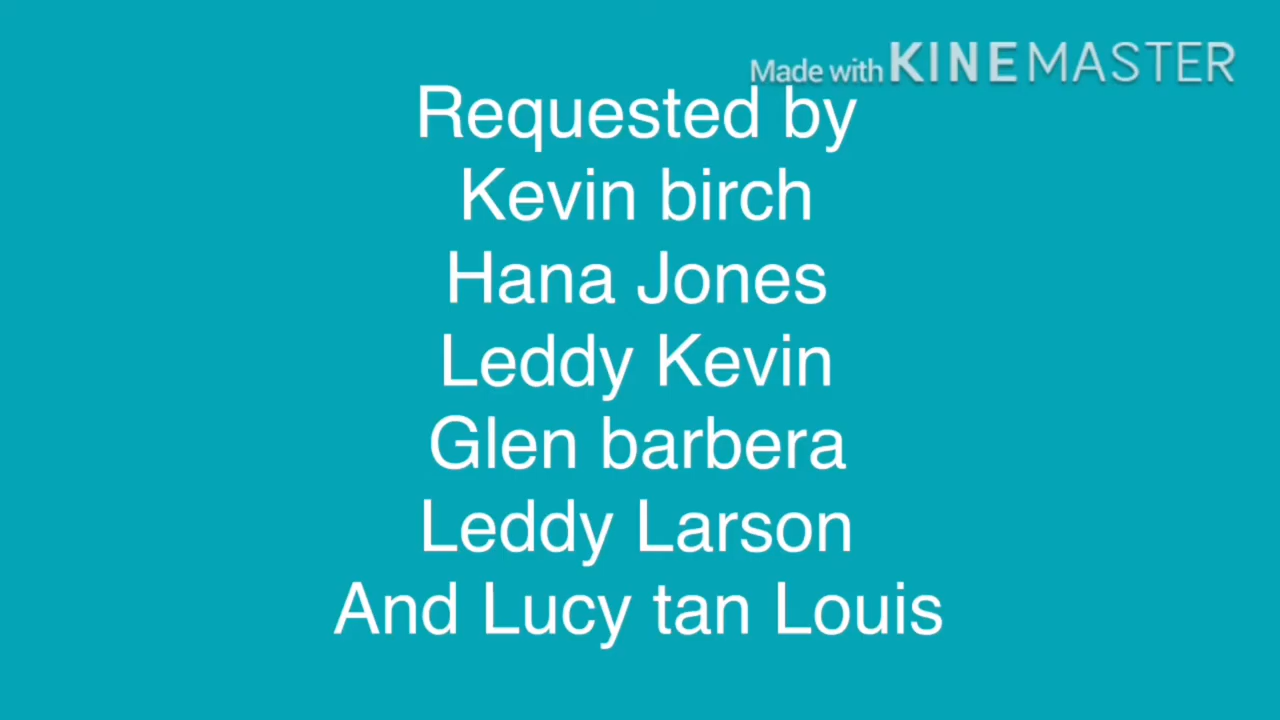 Made with KINEMASTER
Requested by
Kevin birch
Hana Jones
Leddy Kevin
Glen barbera
Leddy Larson
And Lucy tan Louis